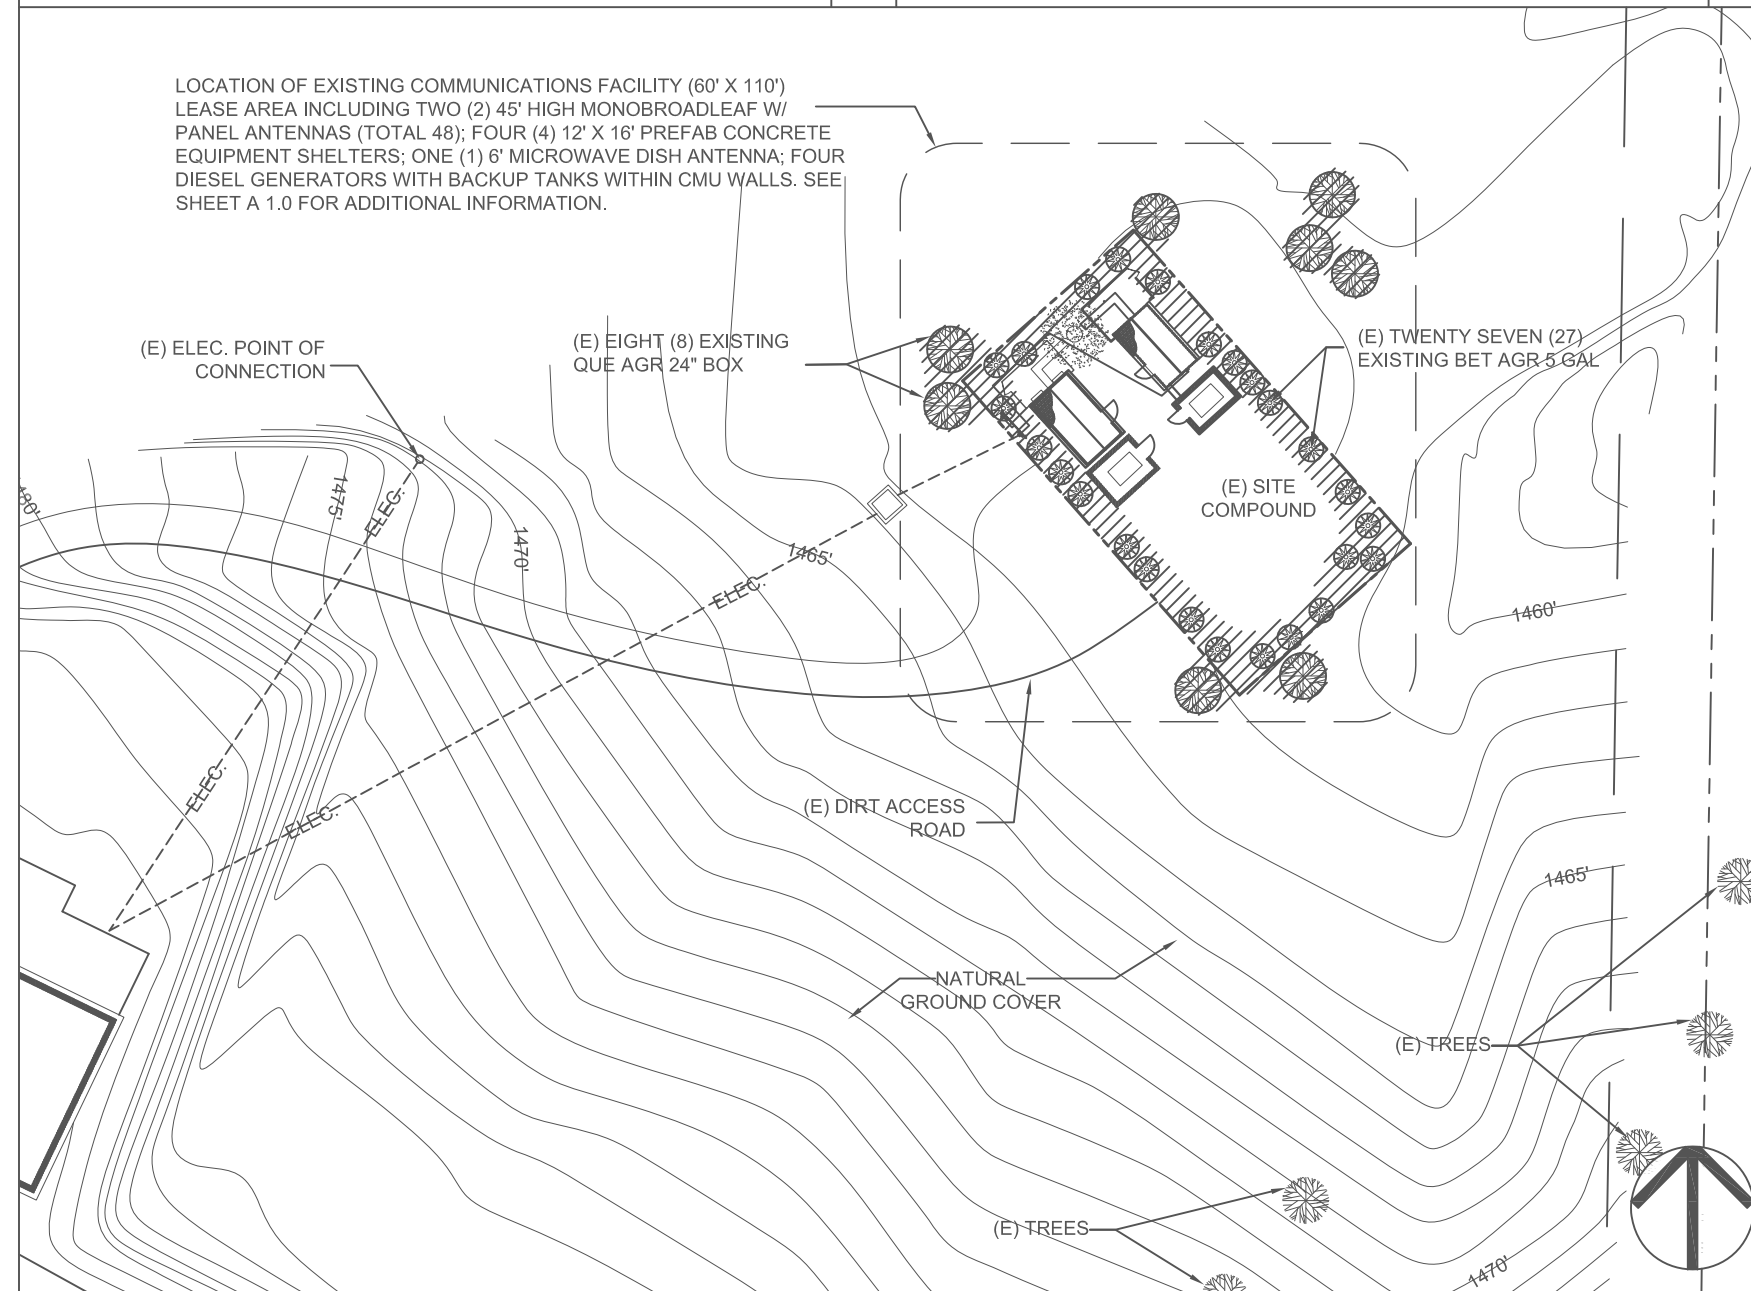 LOCATION OF EXISTING COMMUNICATIONS FACILITY (60' X 110')
LEASE AREA INCLUDING TWO (2) 45' HIGH MONOBROADLEAF W/
PANEL ANTENNAS (TOTAL 48); FOUR (4) 12' X 16' PREFAB CONCRETE
EQUIPMENT SHELTERS; ONE (1) 6' MICROWAVE DISH ANTENNA; FOUR
DIESEL GENERATORS WITH BACKUP TANKS WITHIN CMU WALLS. SEE
SHEET A 1.0 FOR ADDITIONAL INFORMATION.
(E) ELEC. POINT OF
CONNECTION
(E) EIGHT (8) EXISTING
QUE AGR 24" BOX
(E) TWENTY SEVEN (27)
EXISTING BET AGR 5 GAL
(E) SITE
COMPOUND
1475'
ELEC.
1470'
1465'
ELEC.
1460'
ELEC.
ELEC.
(E) DIRT ACCESS
ROAD
1465'
NATURAL
GROUND COVER
(E) TREES
(E) TREES
1470'